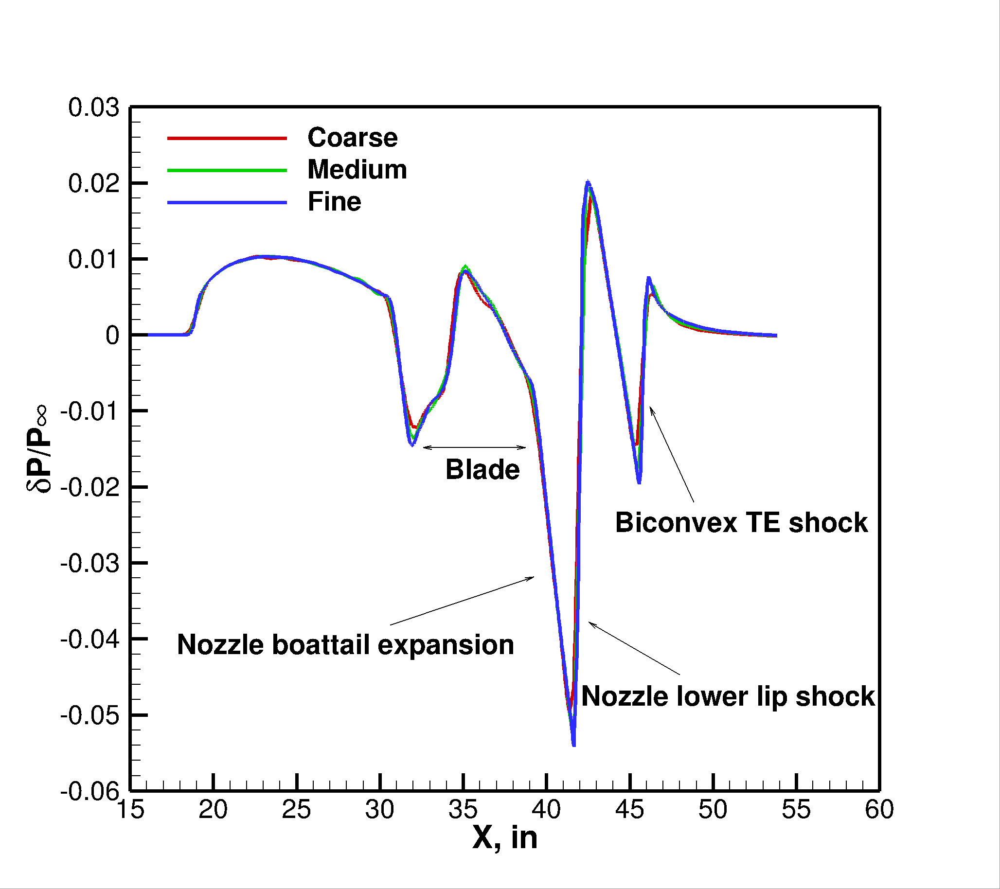 0.03
0.02
0.01
0
-0.01
-0.02
-0.03
-0.04
-0.05
-0.06
δP/P∞
Coarse
Medium
Fine
Blade
Biconvex TE shock
Nozzle boattail expansion
Nozzle lower lip shock
15 20 25 30 35 40 45 50 55 60
X, in